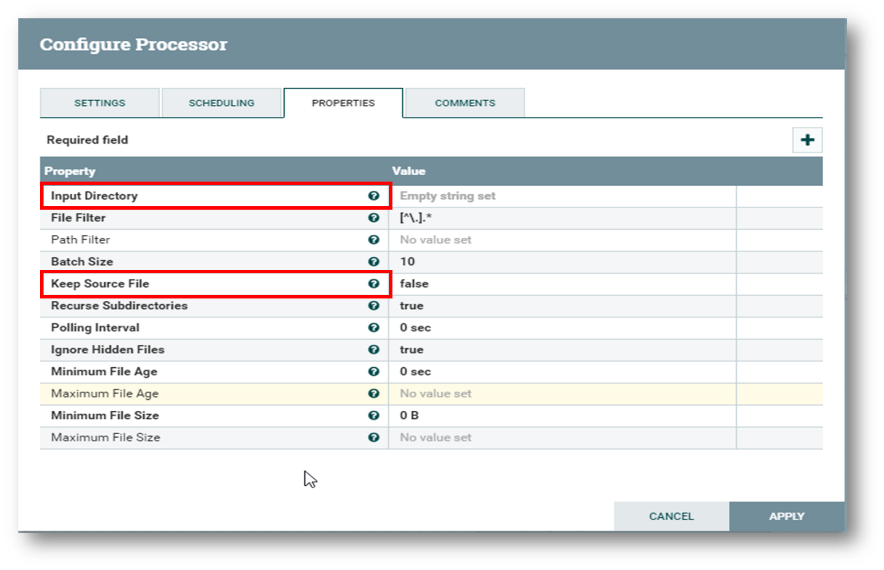 Configure Processor
SETTINGS SCHEDULING PROPERTIES COMMENTS
Required field
Property Value
Input Directory Empty string set
File Filter [^\.].*
Path Filter No value set
Batch Size 10
Keep Source File false
Recurse Subdirectories true
Polling Interval 0 sec
Ignore Hidden Files true
Minimum File Age 0 sec
Maximum File Age No value set
Minimum File Size 0 B
Maximum File Size No value set
CANCEL APPLY